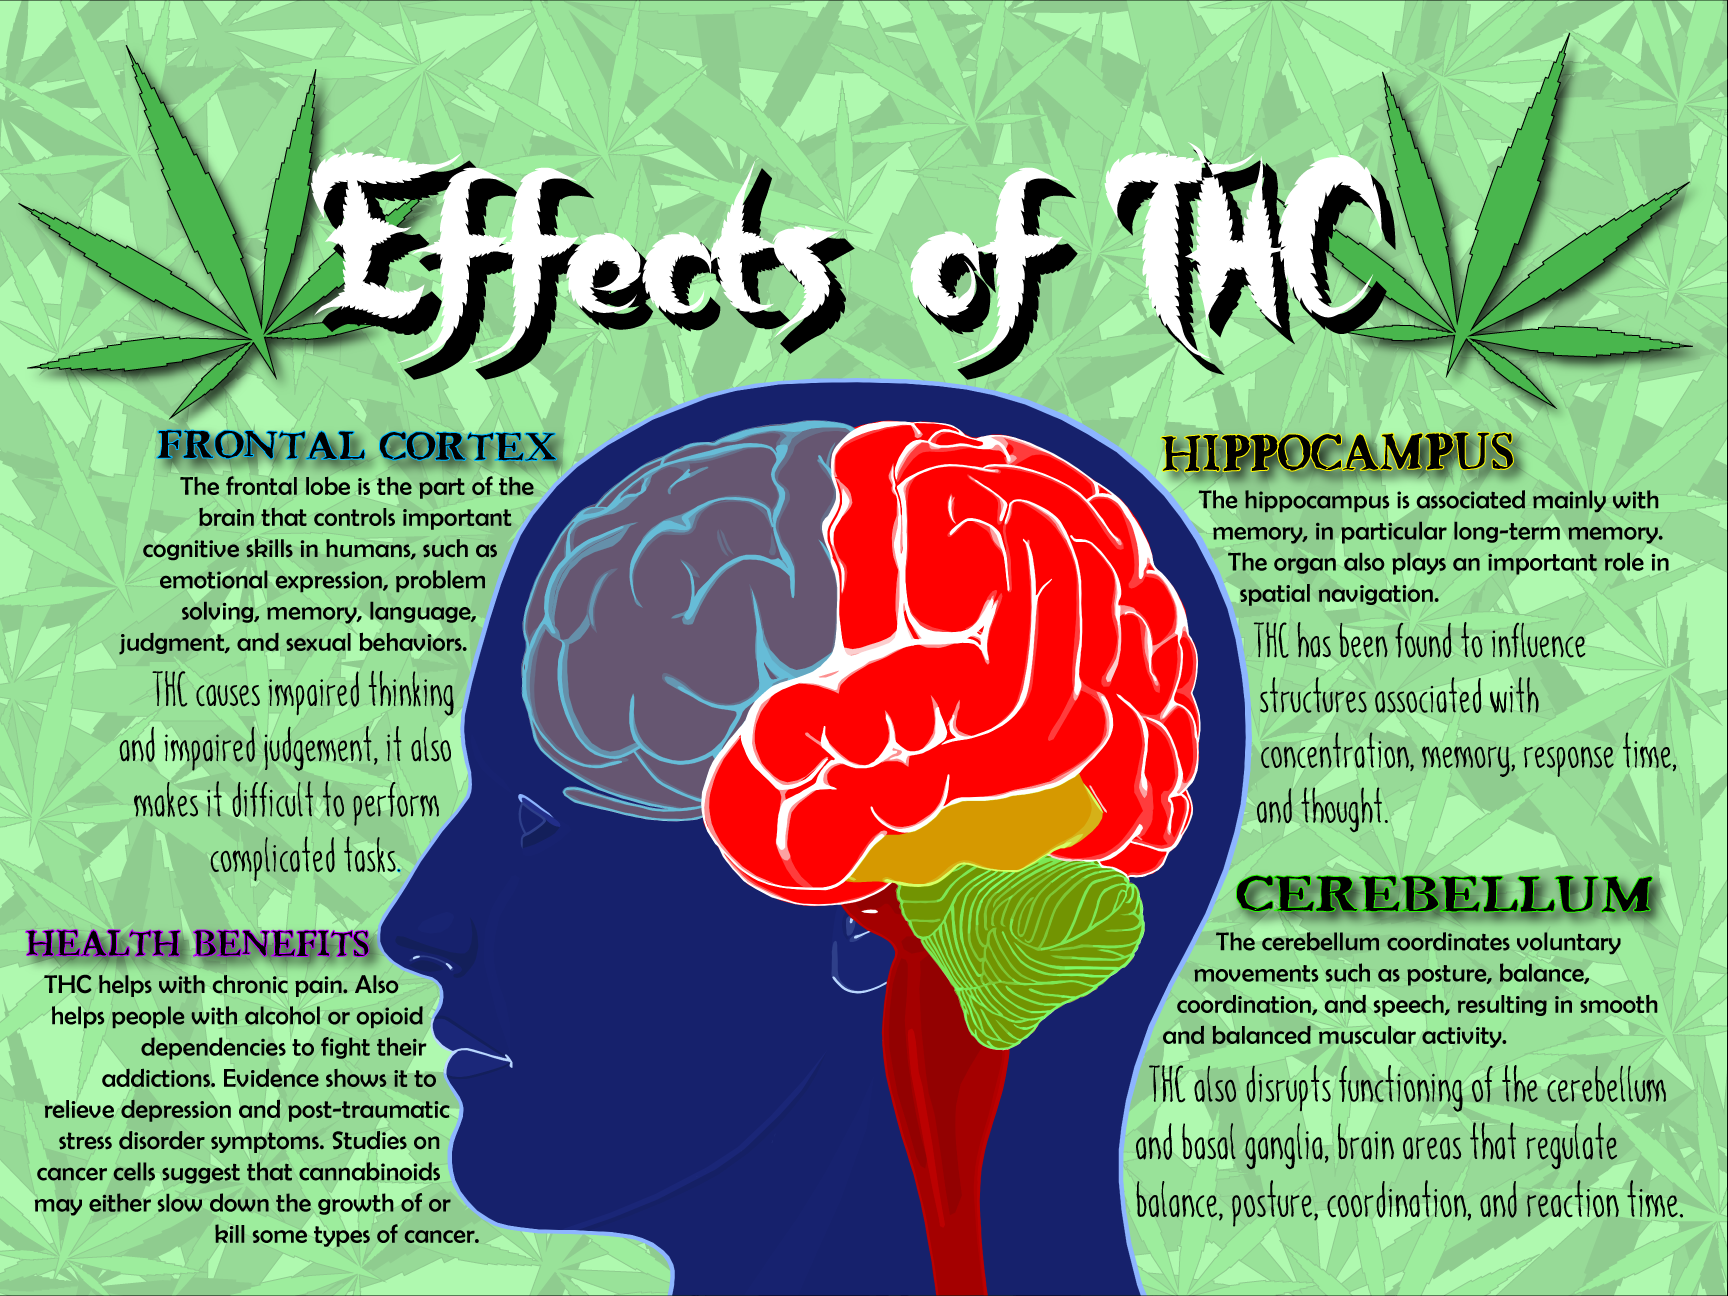 Effects of THC
FRONTAL CORTEX
The frontal lobe is the part of the
brain that controls important
cognitive skills in humans, such as
emotional expression, problem
solving, memory, language,
judgment, and sexual behaviors.
THC causes impaired thinking
and impaired judgement, it also
makes it difficult to perform
complicated tasks.
HEALTH BENEFITS
THC helps with chronic pain. Also
helps people with alcohol or opioid
dependencies to fight their
addictions. Evidence shows it to
relieve depression and post-traumatic
stress disorder symptoms. Studies on
cancer cells suggest that cannabinoids
may either slow down the growth of or
kill some types of cancer.
HIPPOCAMPUS
The hippocampus is associated mainly with
memory, in particular long-term memory.
The organ also plays an important role in
spatial navigation.
THC has been found to influence
structures associated with
concentration, memory, response time,
and thought.
CEREBELLUM
The cerebellum coordinates voluntary
movements such as posture, balance,
coordination, and speech, resulting in smooth
and balanced muscular activity.
THC also disrupts functioning of the cerebellum
and basal ganglia, brain areas that regulate
balance, posture, coordination, and reaction time.